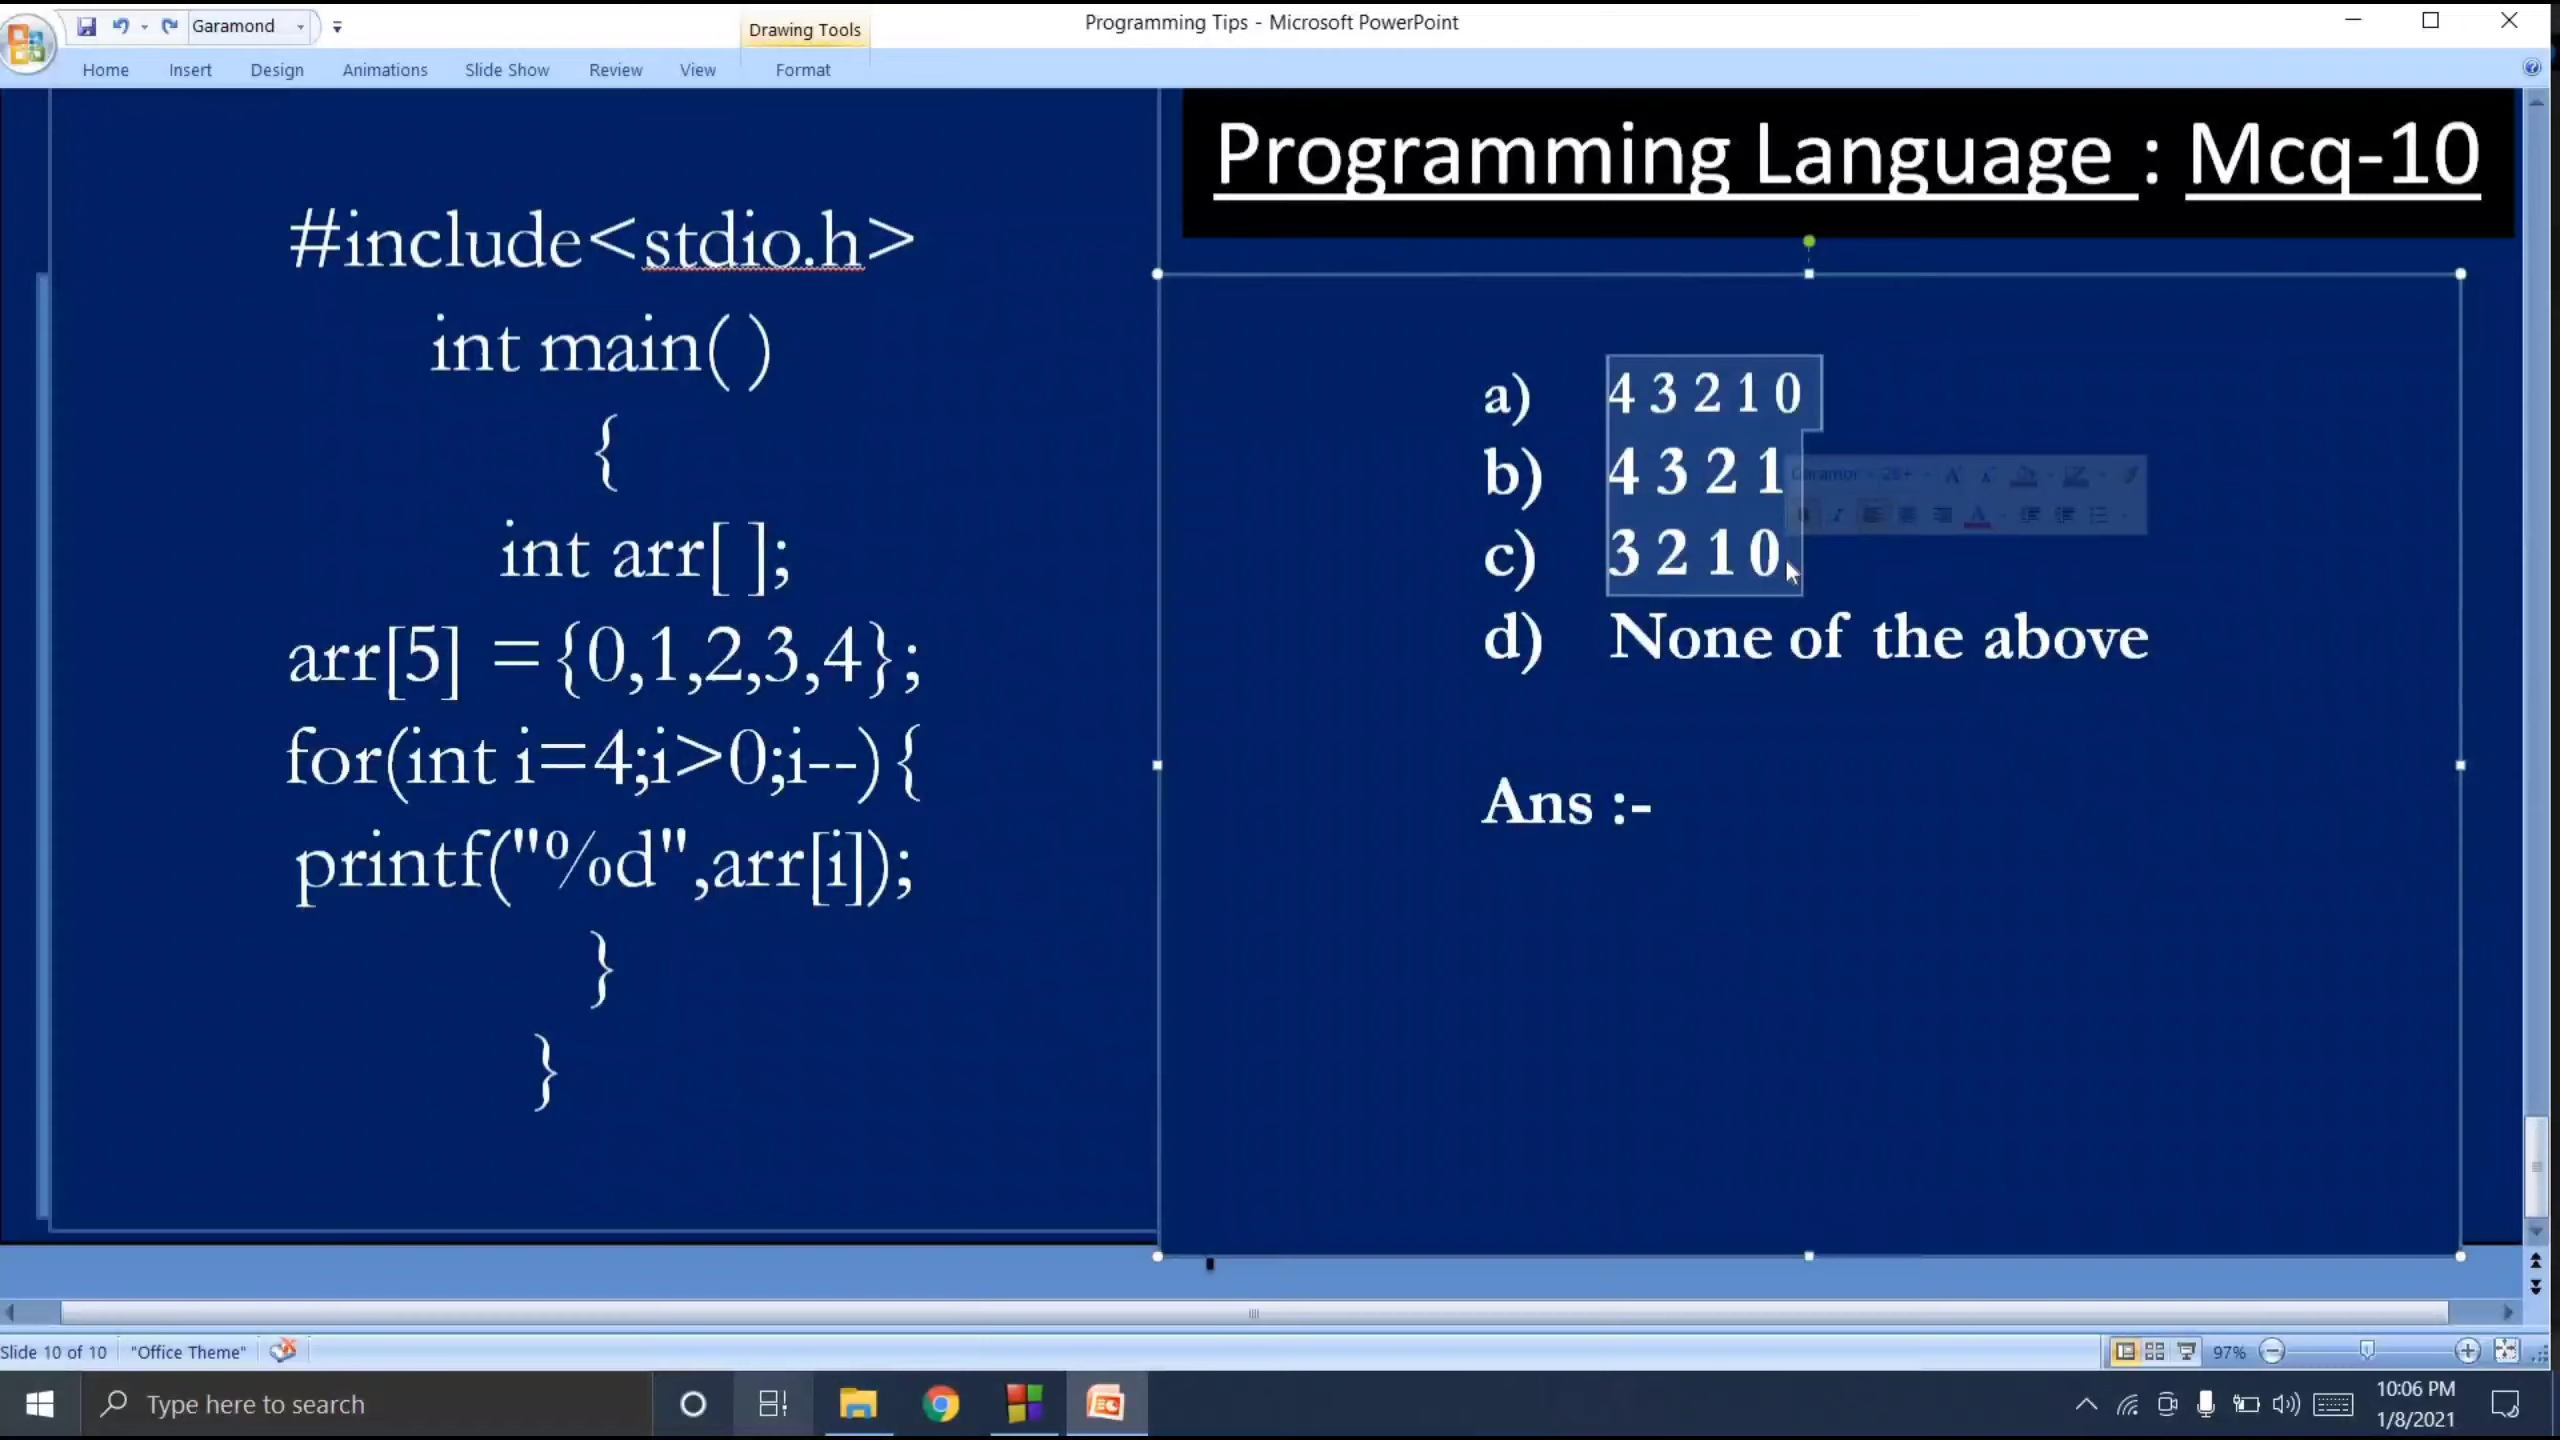 Garamond
Drawing Tools
Programming Tips - Microsoft PowerPoint
Home Insert Design Animations Slide Show Review View Format
Programming Language : Mcq-10
#include<stdio.h>
int main( )
{
int arr[ ];
arr[5] ={0,1,2,3,4};
for(int i=4;i>0;i--){
printf("%d",arr[i]);
}
}
a) 4 3 2 1 0
b) 4 3 2 1
c) 3 2 1 0
d) None of the above
Ans :-
Slide 10 of 10 "Office Theme" 97%
Type here to search
10:06 PM
1/8/2021